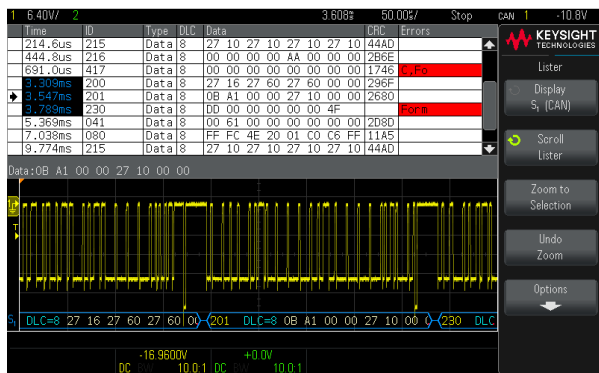 1 6.40V/ 2 3.608s 50.00°/ Stop CAN 1 -10.8V
Time ID Type DLC Data CRC Errors
214.6us 215 Data 8 27 10 27 10 27 10 27 10 44AD
444.8us 216 Data 8 00 00 00 00 AA 00 00 00 2B6E
691.0us 417 Data 8 00 00 00 00 00 00 00 00 1746 C,Fo
3.309ms 200 Data 8 27 16 27 60 27 60 00 00 296F
3.547ms 201 Data 8 0B A1 00 00 27 10 00 00 2680
3.789ms 230 Data 8 DD 00 00 00 00 00 4F Form
5.369ms 041 Data 8 00 61 00 00 00 00 00 00 2D8D
7.038ms 080 Data 8 FF FC 4E 20 01 C0 C6 FF 11A5
9.774ms 215 Data 8 27 10 27 10 27 10 27 10 44AD
Data:0B A1 00 00 27 10 00 00
DLC=8 27 16 27 60 27 60 00 201 DLC=8 0B A1 00 00 27 10 00 0 230 DLC
S1
T
-16.9600V +0.0V
DC BW 10.0:1 DC BW 10.0:1
KEYSIGHT
TECHNOLOGIES
Lister
Display
S1 (CAN)
Scroll
Lister
Zoom to
Selection
Undo
Zoom
Options